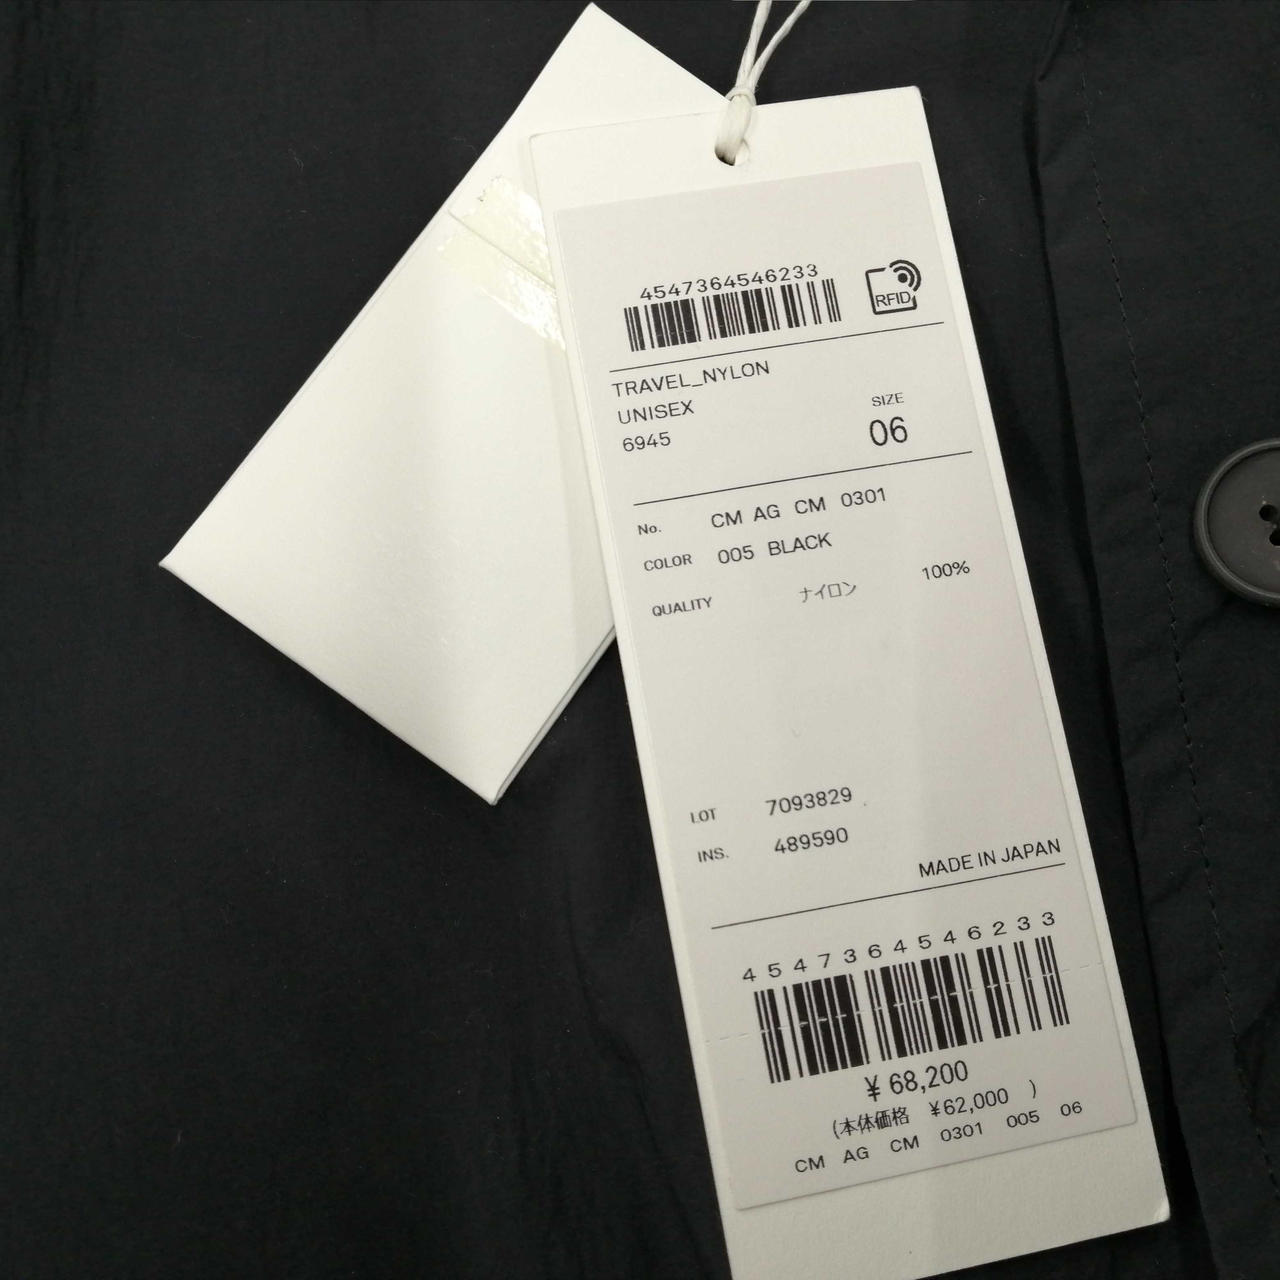 4547364546233
RFID
TRAVEL_NYLON
UNISEX
6945
SIZE
06
No. CM AG CM 0301
COLOR 005 BLACK
QUALITY ナイロン 100%
LOT 7093829
INS. 489590
MADE IN JAPAN
4547364546233
¥ 68,200
(本体価格 ¥62,000 )
CM AG CM 0301 005 06